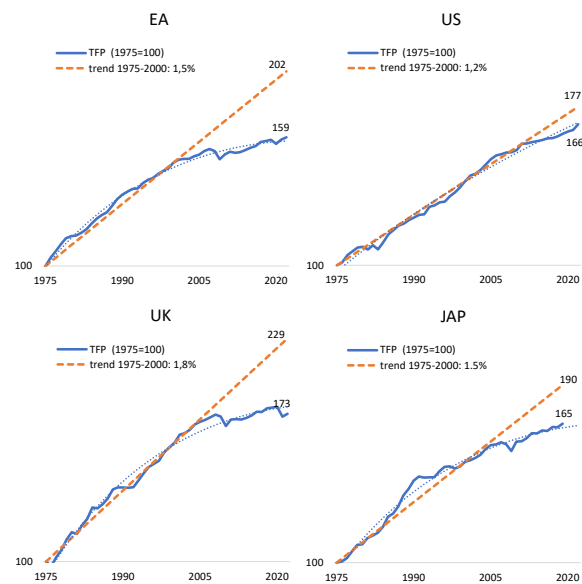 EA
TFP (1975=100)
trend 1975-2000: 1,5%
202
159
100
1975
1990
2005
2020
US
TFP (1975=100)
trend 1975-2000: 1,2%
177
166
100
1975
1990
2005
2020
UK
TFP (1975=100)
trend 1975-2000: 1,8%
229
173
100
1975
1990
2005
2020
JAP
TFP (1975=100)
trend 1975-2000: 1.5%
190
165
100
1975
1990
2005
2020